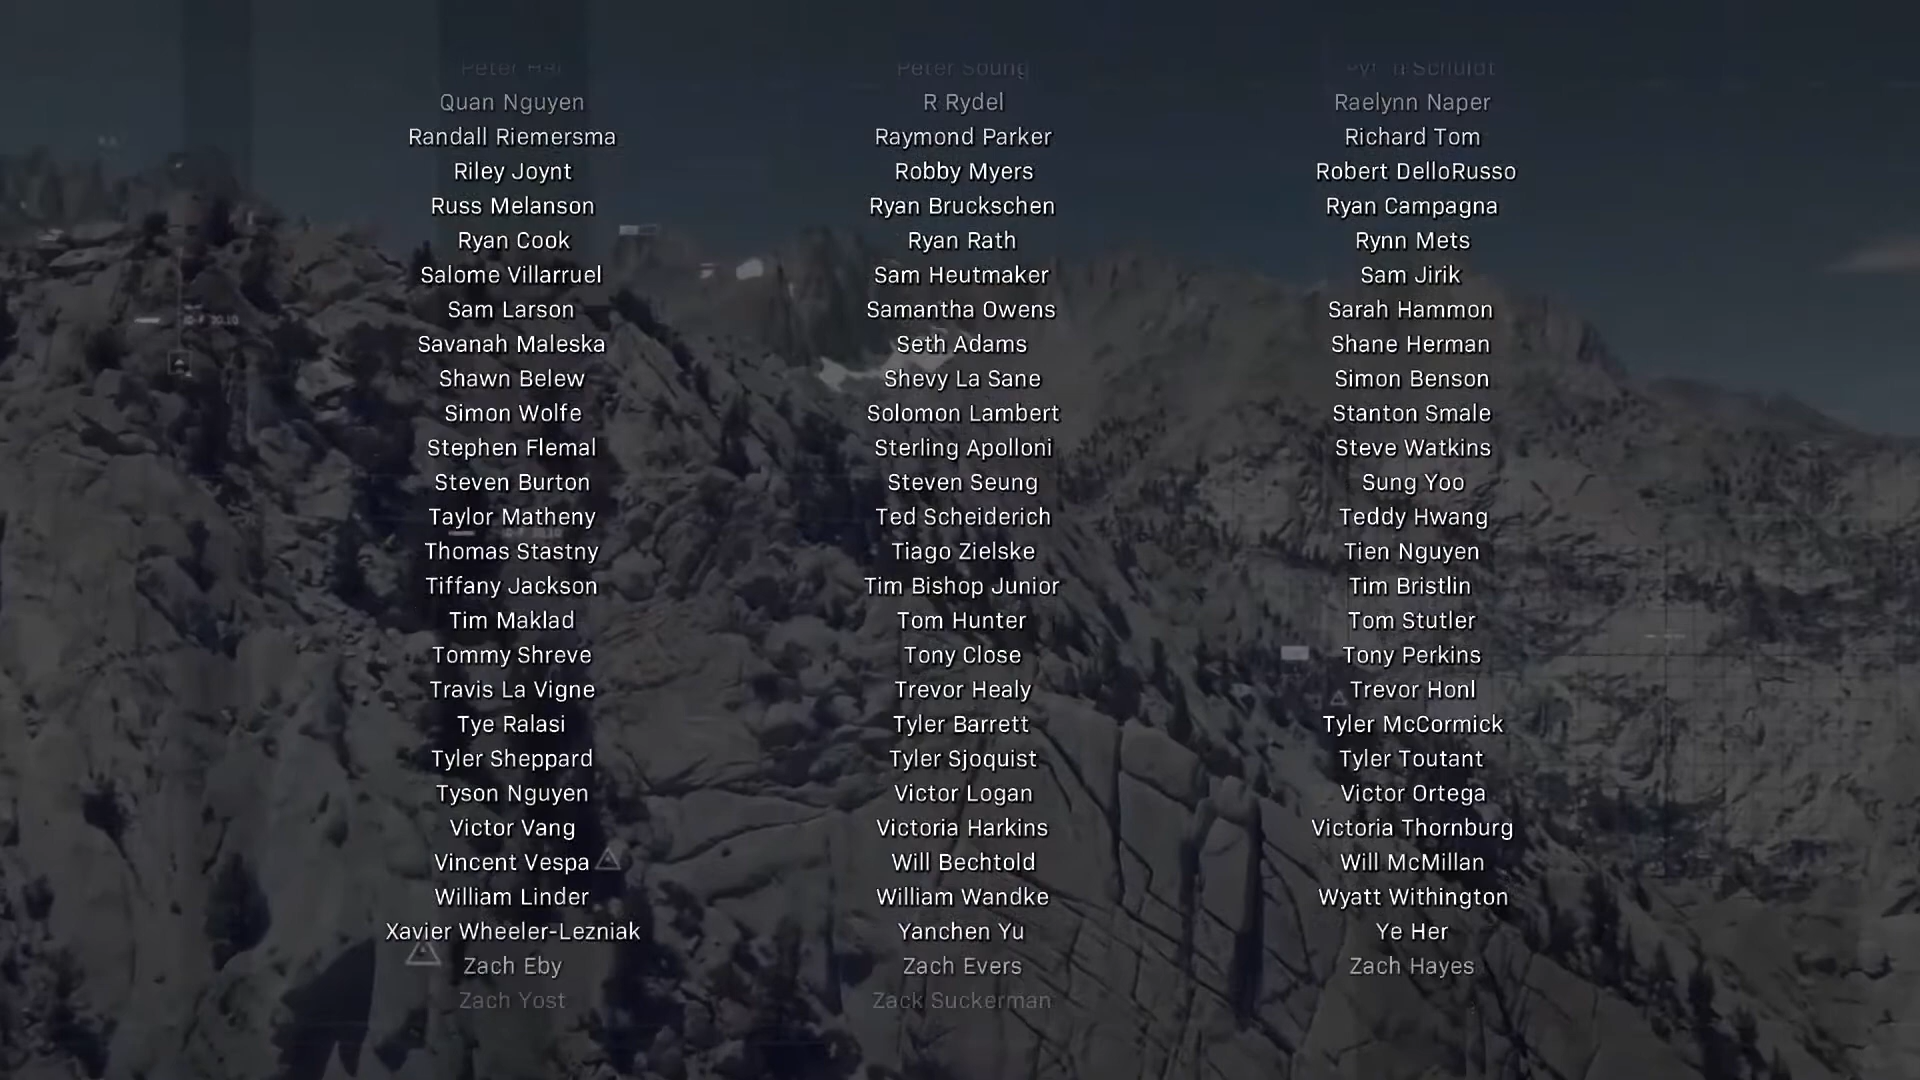 Quan Nguyen R Rydel Raelynn Naper
Randall Riemersma Raymond Parker Richard Tom
Riley Joynt Robby Myers Robert DelloRusso
Russ Melanson Ryan Bruckschen Ryan Campagna
Ryan Cook Ryan Rath Rynn Mets
Salome Villarruel Sam Heutmaker Sam Jirik
Sam Larson Samantha Owens Sarah Hammon
Savanah Maleska Seth Adams Shane Herman
Shawn Belew Shevy La Sane Simon Benson
Simon Wolfe Solomon Lambert Stanton Smale
Stephen Flemal Sterling Apolloni Steve Watkins
Steven Burton Steven Seung Sung Yoo
Taylor Matheny Ted Scheiderich Teddy Hwang
Thomas Stastny Tiago Zielske Tien Nguyen
Tiffany Jackson Tim Bishop Junior Tim Bristlin
Tim Maklad Tom Hunter Tom Stutler
Tommy Shreve Tony Close Tony Perkins
Travis La Vigne Trevor Healy Trevor Honl
Tye Ralasi Tyler Barrett Tyler McCormick
Tyler Sheppard Tyler Sjoquist Tyler Toutant
Tyson Nguyen Victor Logan Victor Ortega
Victor Vang Victoria Harkins Victoria Thornburg
Vincent Vespa Will Bechtold Will McMillan
William Linder William Wandke Wyatt Withington
Xavier Wheeler-Lezniak Yanchen Yu Ye Her
Zach Eby Zach Evers Zach Hayes
Zach Yost Zack Suckerman